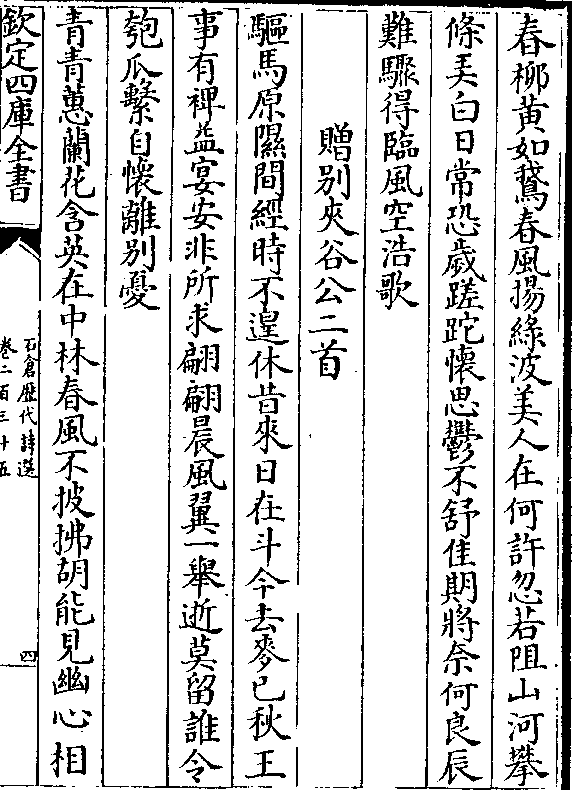 春柳黃如鵞春風揚綠波美人在何許忽若阻山河攀
條弄白日常恐歲蹉跎懷思鬱不舒佳期將奈何良辰
難驟得臨風空浩歌
贈别夾谷公二首
驅馬原隰間經時不遑休昔來日在斗今去麥已秋王
事有裨益宴安非所求翩翩晨風翼一舉逝莫留誰令
匏瓜繫自懷離别憂
青青蕙蘭花含英在中林春風不披拂胡能見幽心相
欽定四庫全書
石倉歴代詩選
卷二百三十五
四